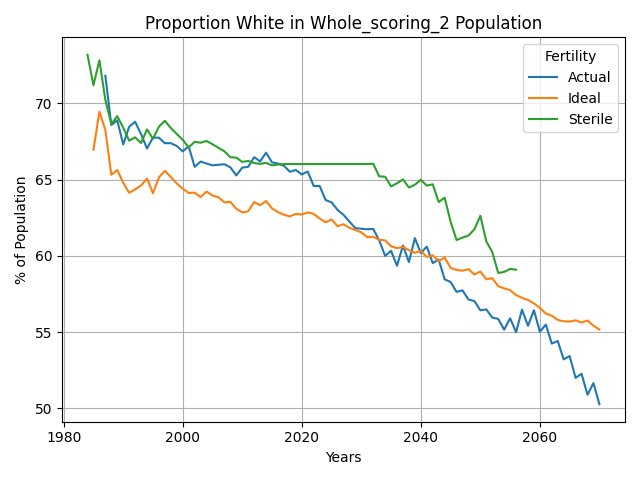 Proportion White in Whole_scoring_2 Population
Fertility
Actual
Ideal
Sterile
% of Population
70
65
60
55
50
1980
2000
2020
2040
2060
Years